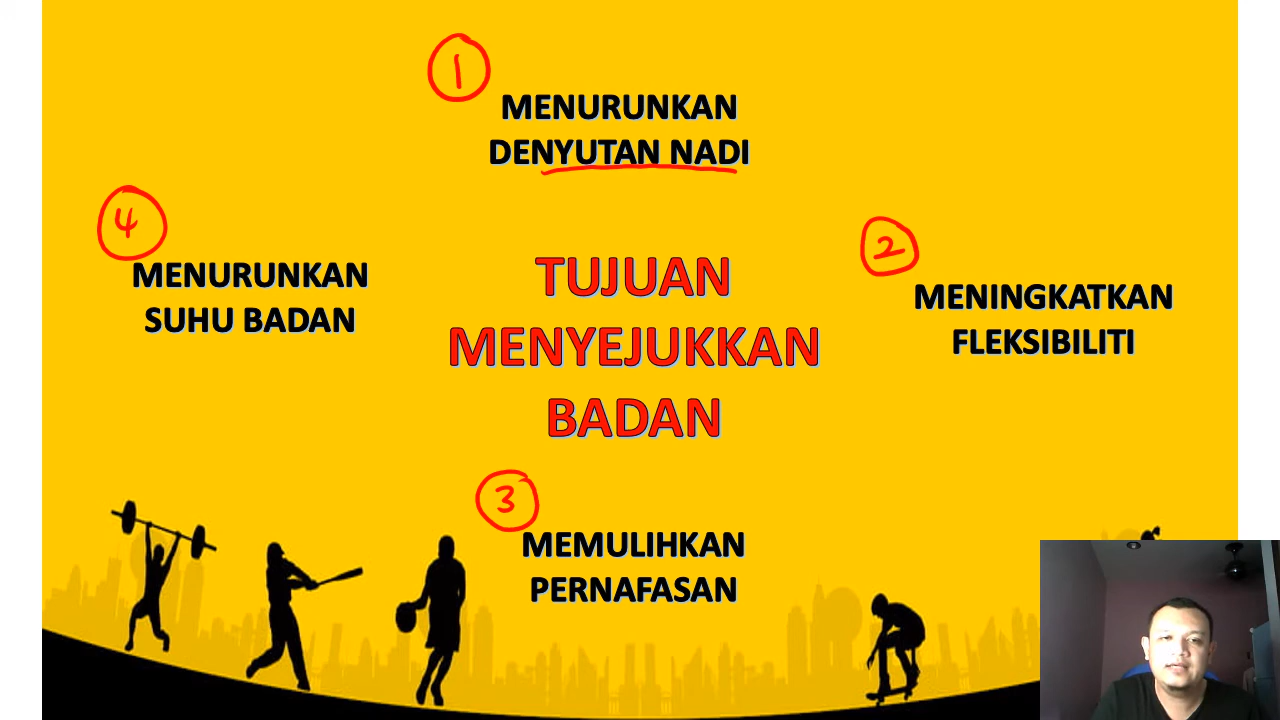 1
MENURUNKAN
DENYUTAN NADI
4
MENURUNKAN
SUHU BADAN
TUJUAN
MENYEJUKKAN
BADAN
2
MENINGKATKAN
FLEKSIBILITI
3
MEMULIHKAN
PERNAFASAN